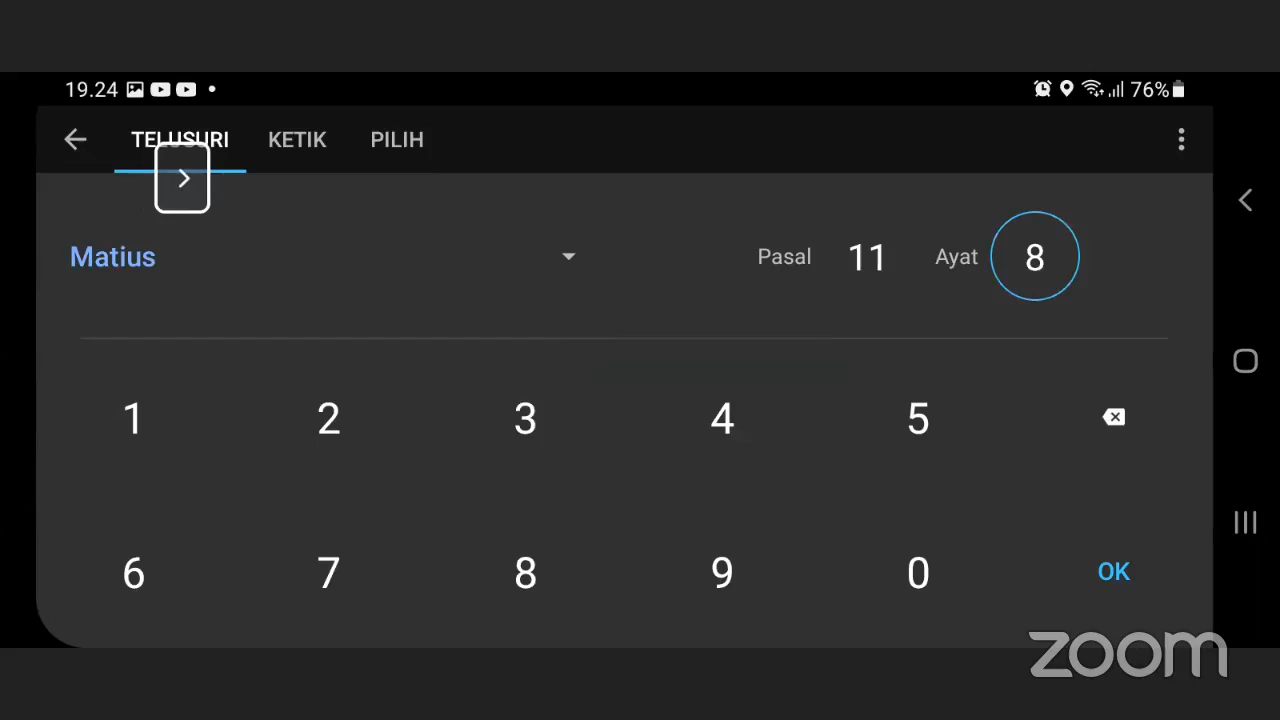 19.24 76%
TELUSURI KETIK PILIH
Matius Pasal 11 Ayat 8
1 2 3 4 5
6 7 8 9 0 OK
zoom